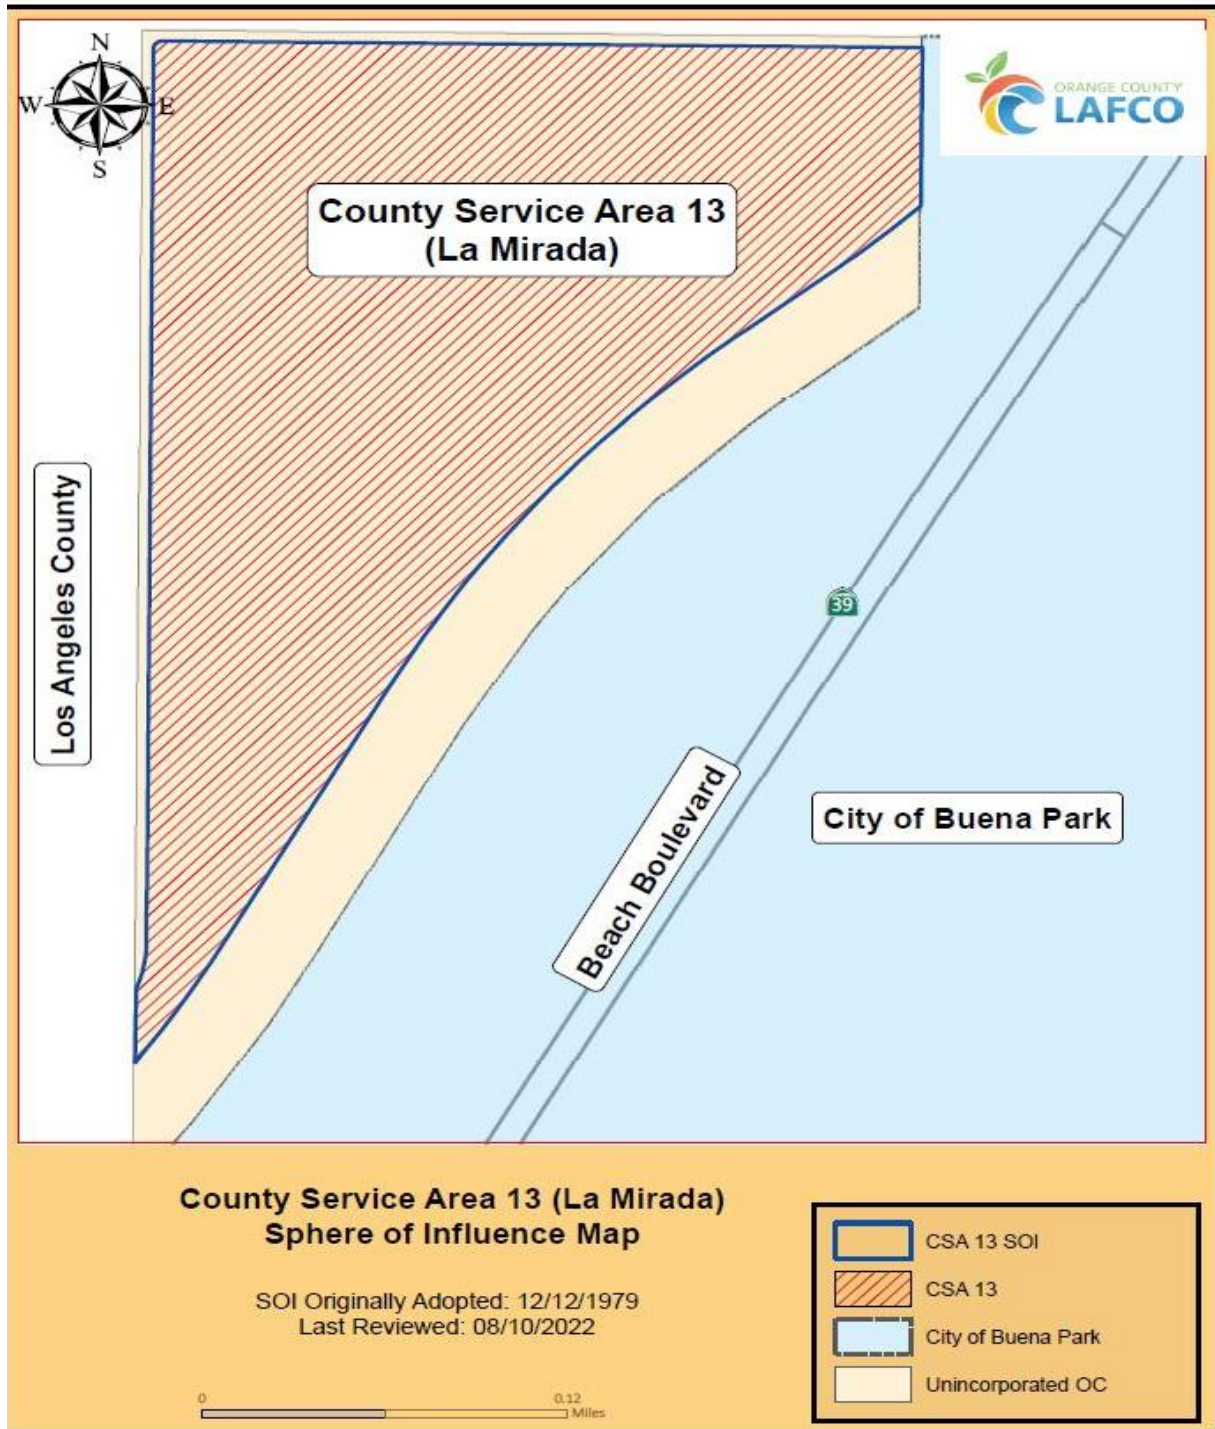 N
W
E
S
ORANGE COUNTY
LAFCO
County Service Area 13
(La Mirada)
Los Angeles County
39
Beach Boulevard
City of Buena Park
County Service Area 13 (La Mirada)
Sphere of Influence Map
SOI Originally Adopted: 12/12/1979
Last Reviewed: 08/10/2022
0
0.12
Miles
CSA 13 SOI
CSA 13
City of Buena Park
Unincorporated OC